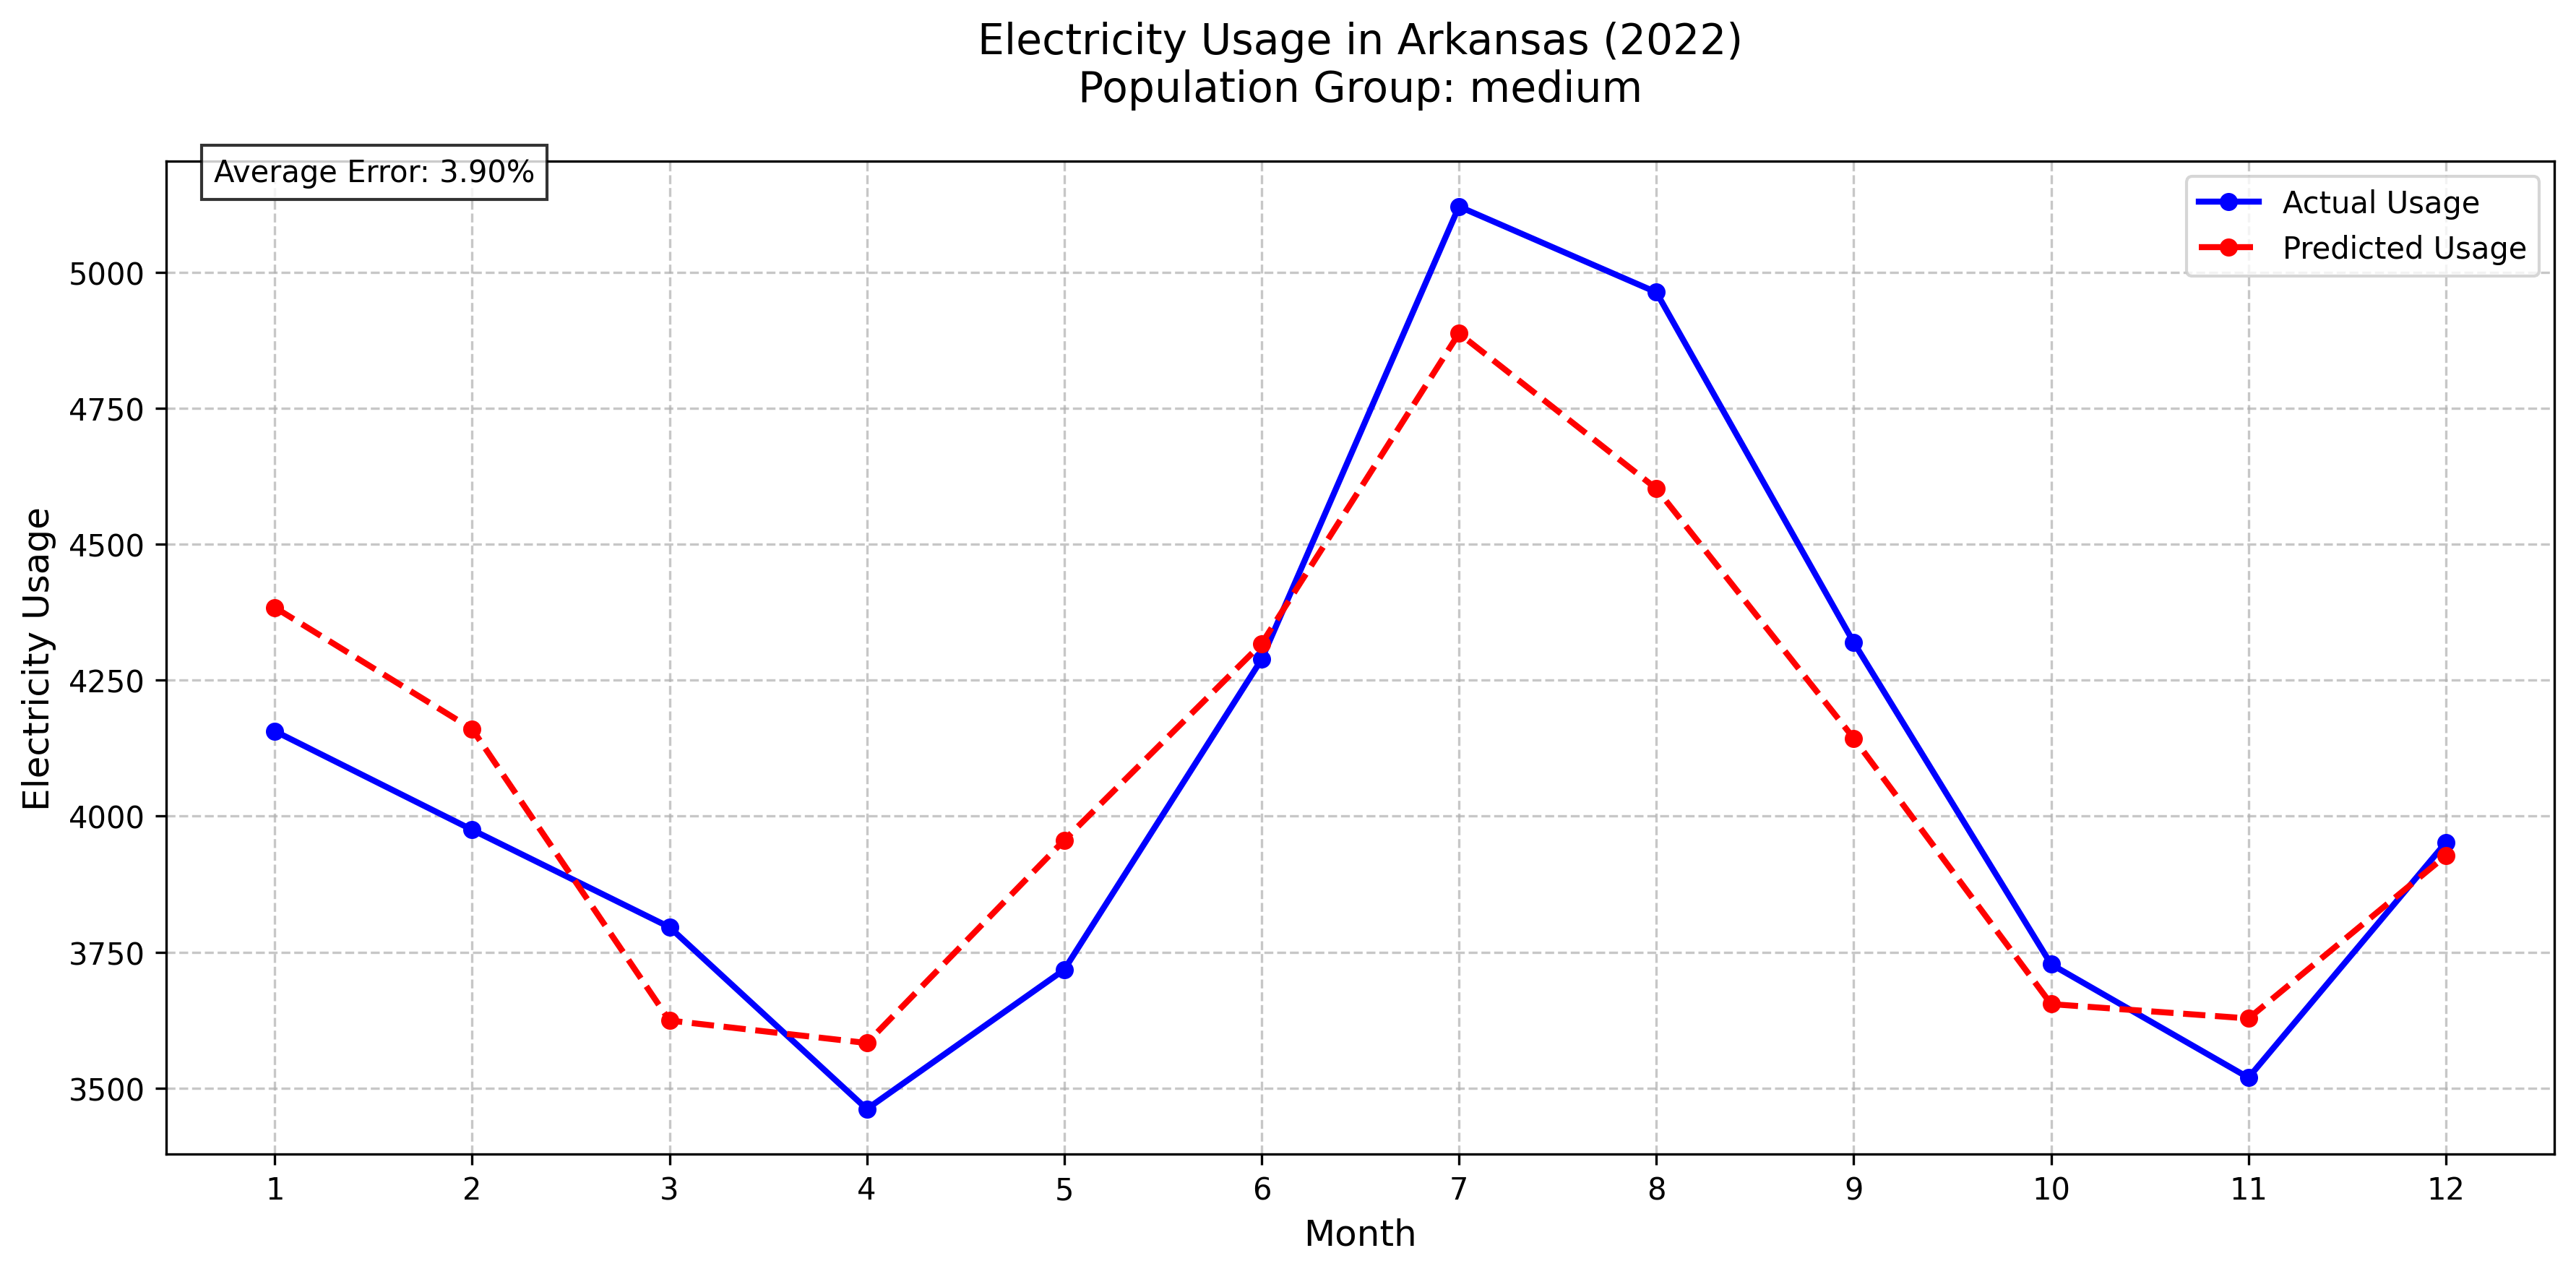 Electricity Usage in Arkansas (2022)
Population Group: medium
Average Error: 3.90%
Actual Usage
Predicted Usage
Electricity Usage
5000
4750
4500
4250
4000
3750
3500
1 2 3 4 5 6 7 8 9 10 11 12
Month